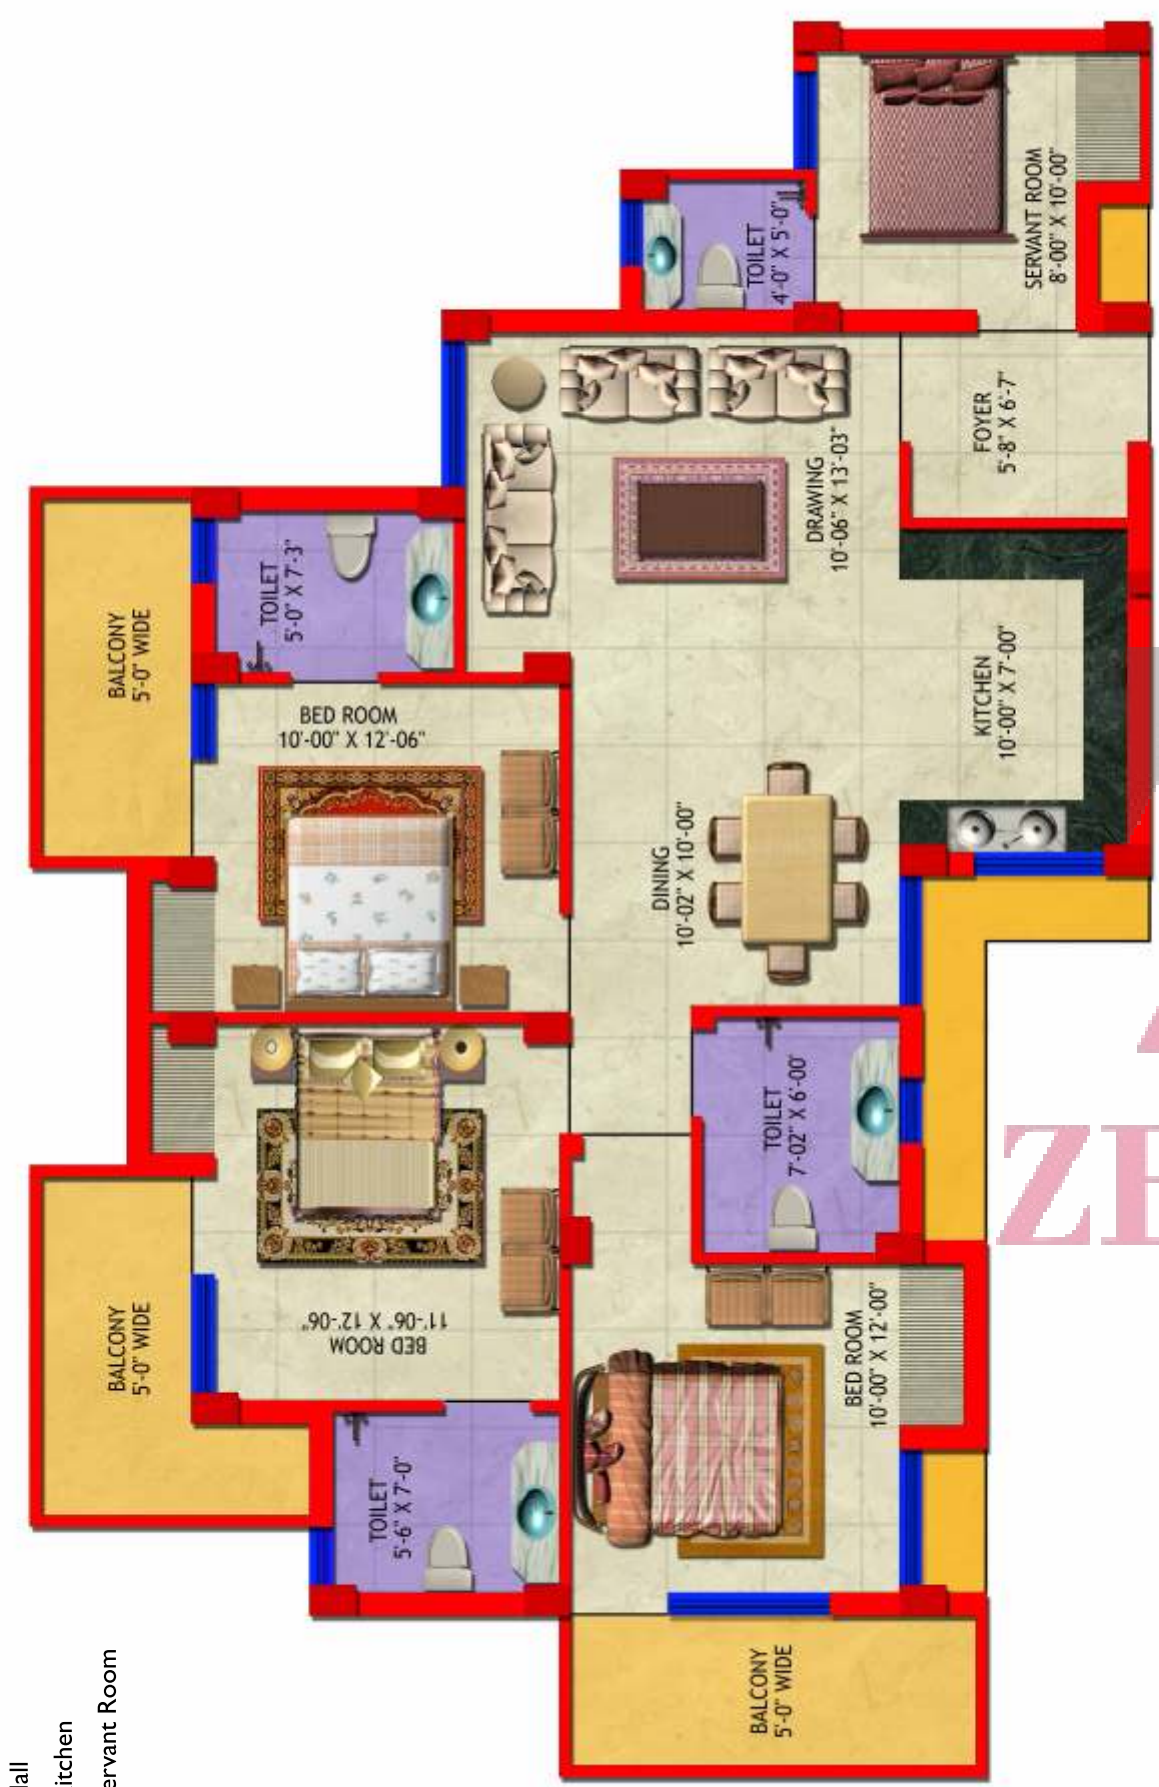 BALCONY
5'-0" WIDE
TOILET
5'-0" X 7'-3"
BED ROOM
10'-00" X 12'-06"
BALCONY
5'-0" WIDE
BED ROOM
11'-06" X 12'-06"
TOILET
5'-6" X 7'-0"
TOILET
4'-0" X 5'-0"
SERVANT ROOM
8'-00" X 10'-00"
FOYER
5'-8" X 6'-7"
DRAWING
10'-06" X 13'-03"
KITCHEN
10'-00" X 7'-00"
DINING
10'-02" X 10'-00"
TOILET
7'-02" X 6'-00'
BED ROOM
10'-00" X 12'-00"
BALCONY
5'-0" WIDE
all
itchen
ervant Room